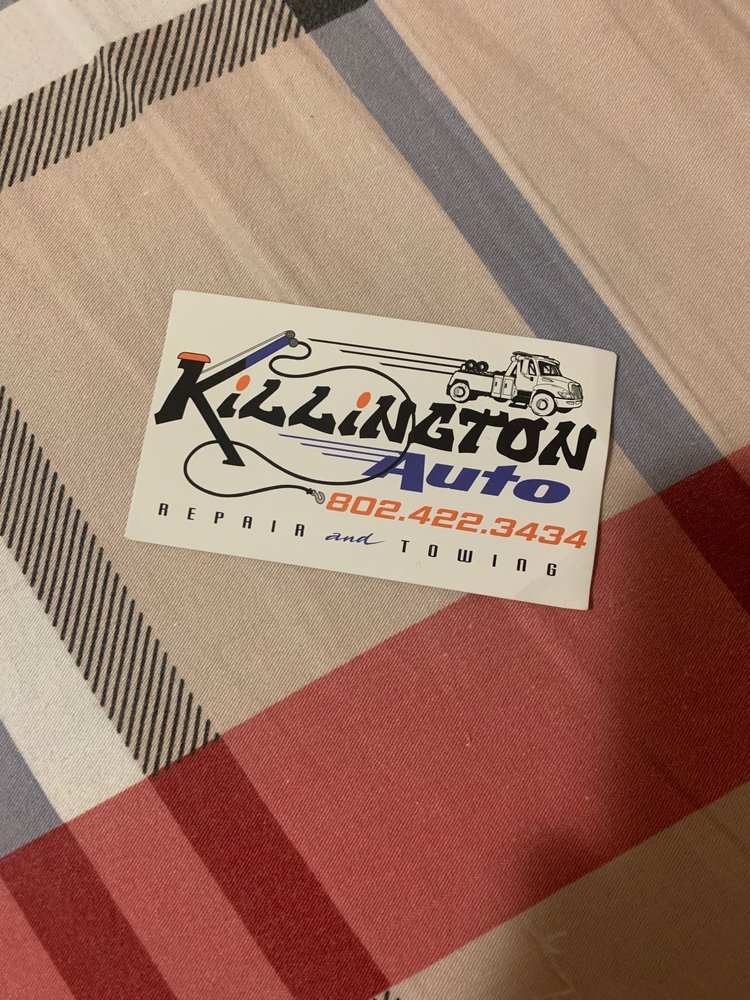 KiLLiNGTON
Auto
802.422.3434
REPAIR and TOWING